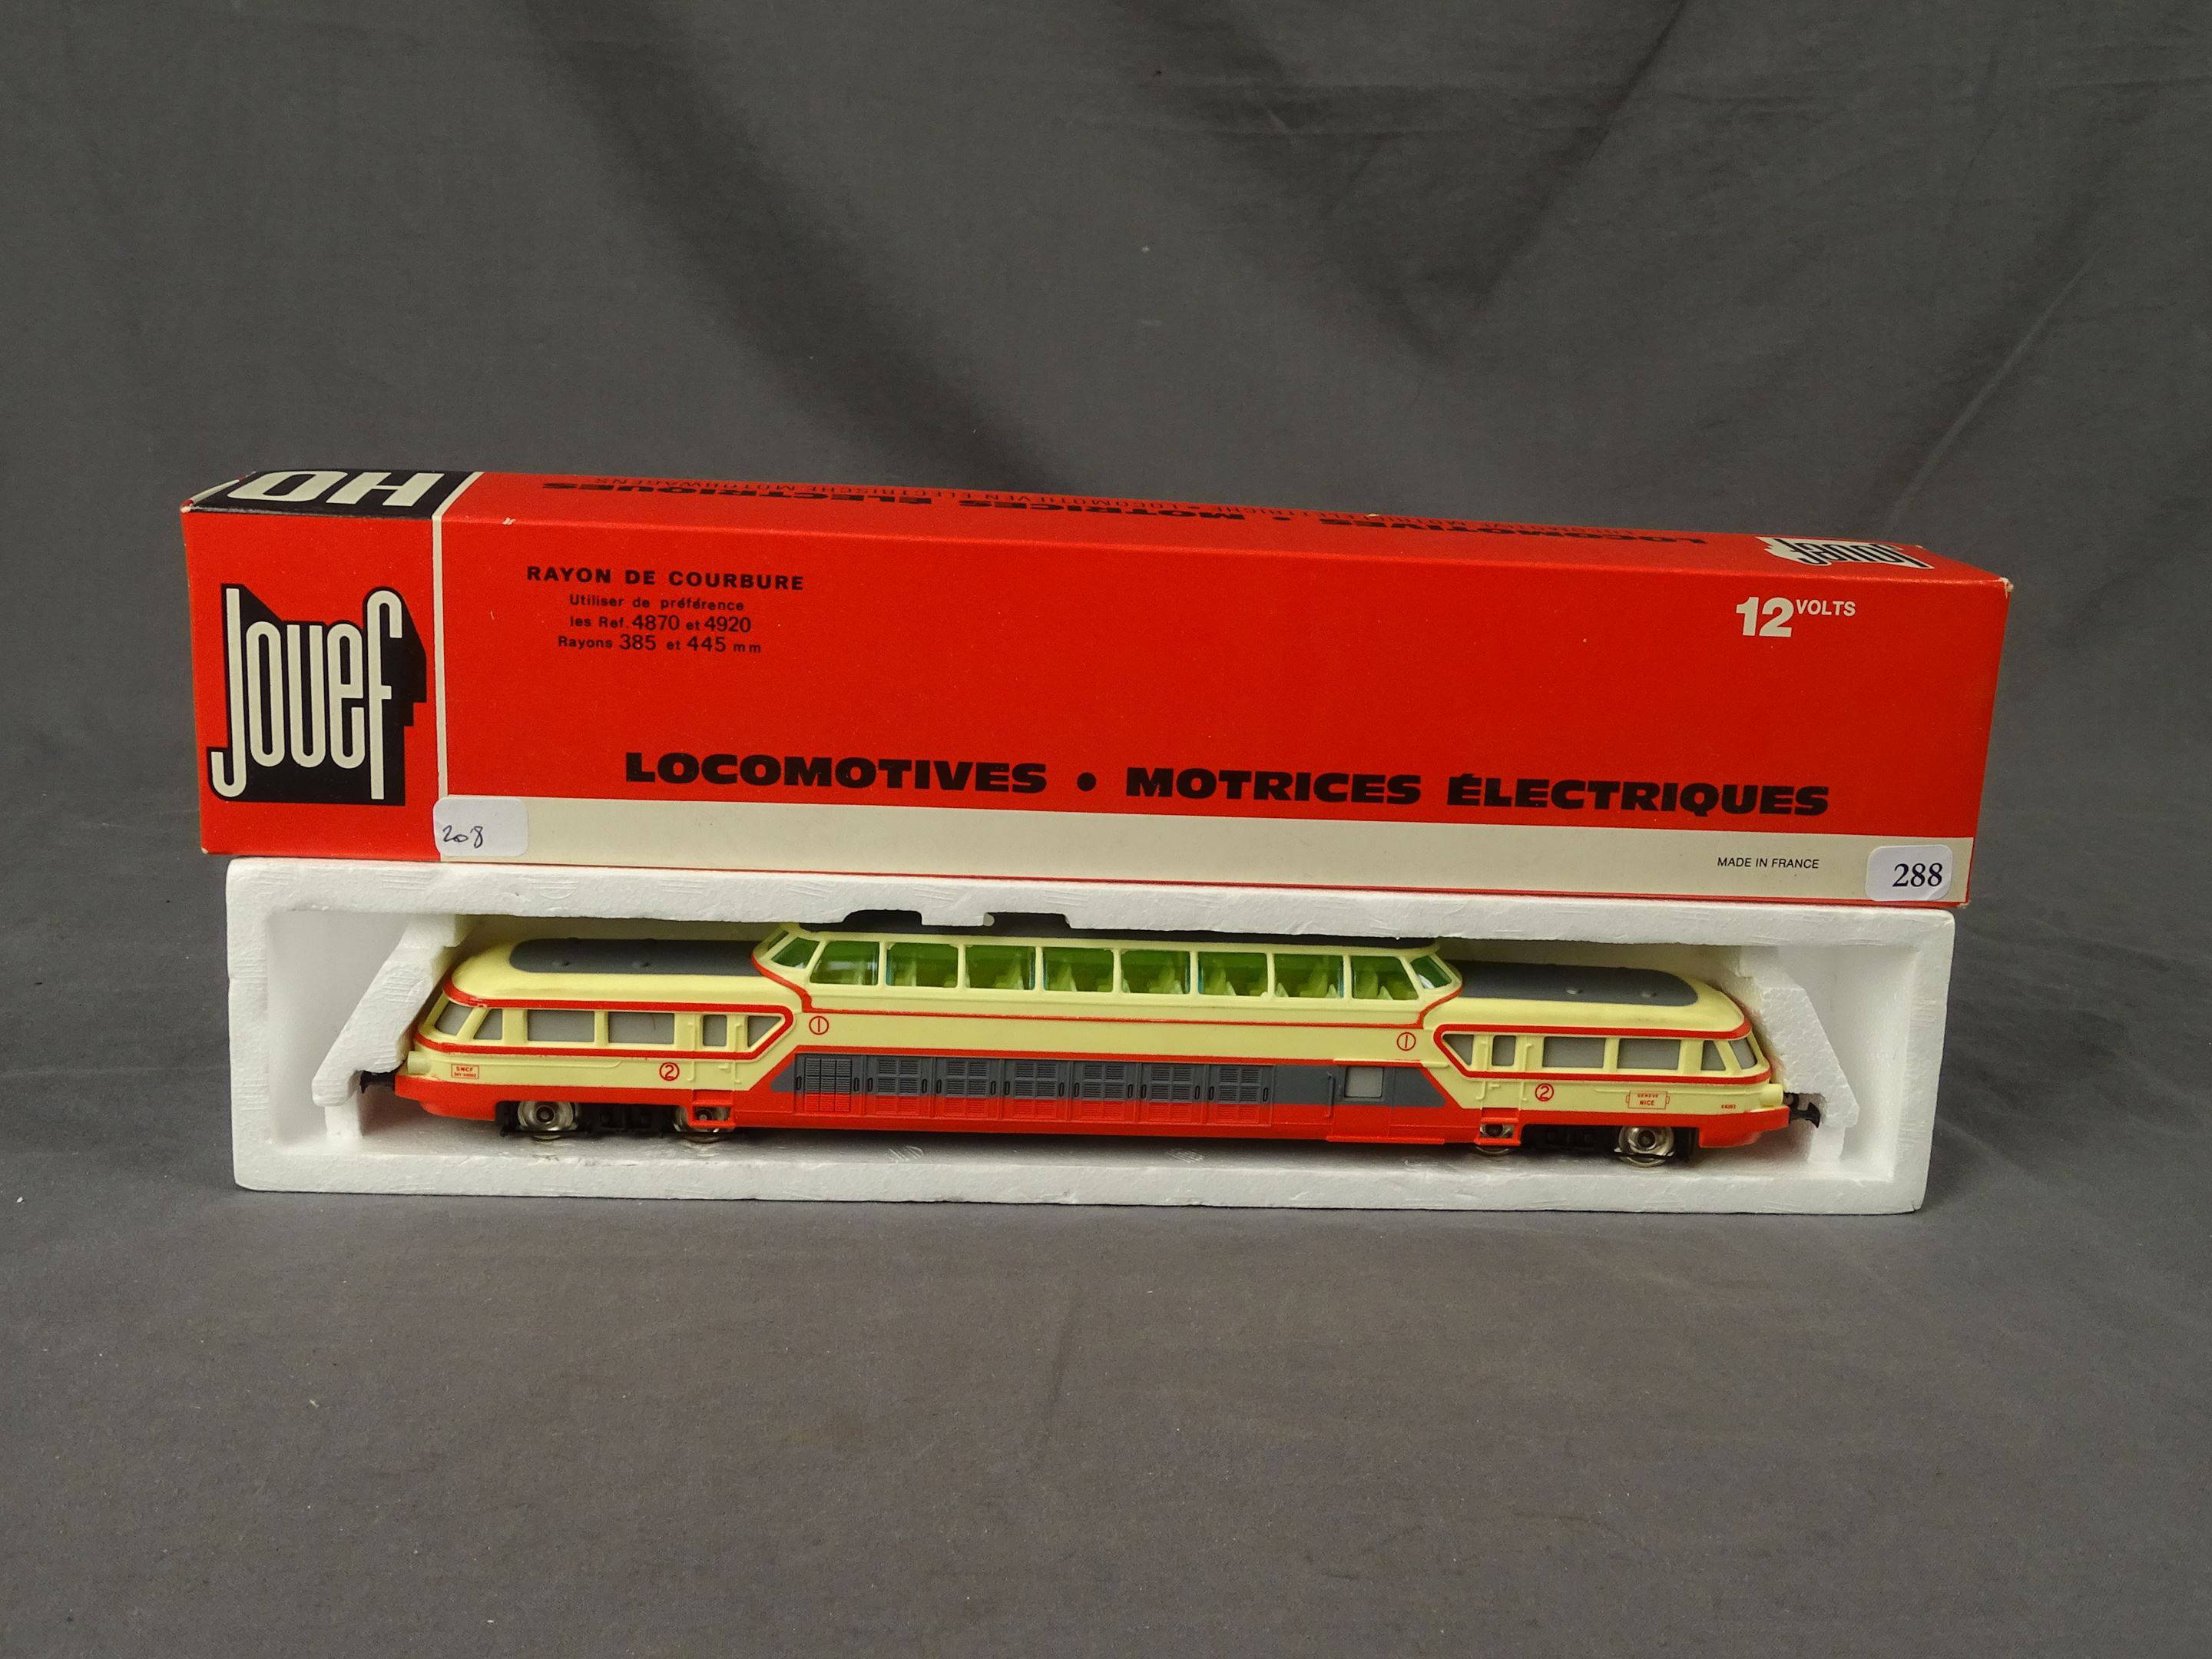 HO
LOCOMOTIVES • MOTRICES ÉLECTRIQUES
Jouef
Jouef
RAYON DE COURBURE
Utiliser de préférence
les Ref. 4870 et 4920
Rayons 385 et 445 mm
12 VOLTS
LOCOMOTIVES • MOTRICES ÉLECTRIQUES
208
MADE IN FRANCE
288
1
1
2
2
SNCF
GENEVE
NICE